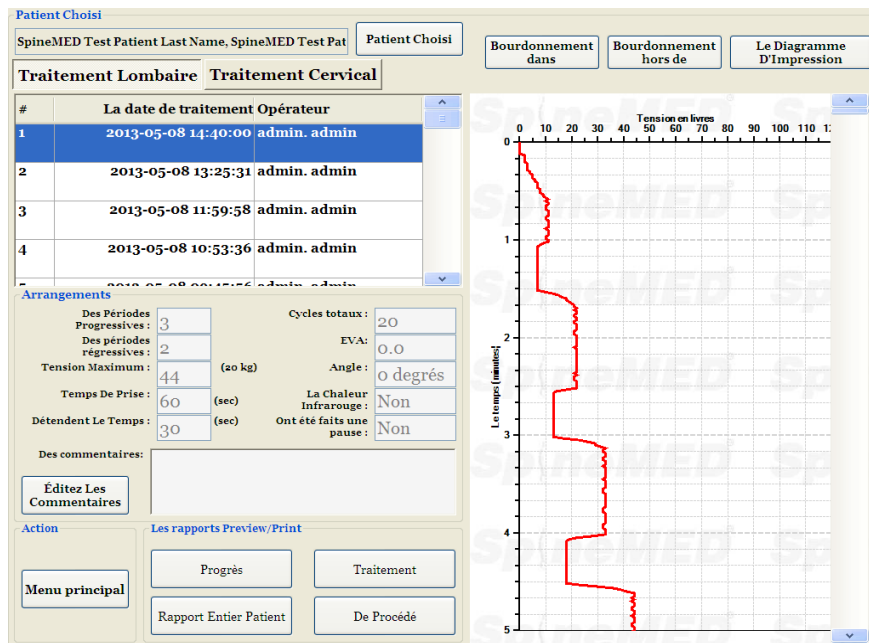 Patient Choisi
SpineMED Test Patient Last Name, SpineMED Test Pat
Patient Choisi
Bourdonnement dans
Bourdonnement hors de
Le Diagramme D'Impression
Traitement Lombaire
Traitement Cervical
# La date de traitement Opérateur
1 2013-05-08 14:40:00 admin. admin
2 2013-05-08 13:25:31 admin. admin
3 2013-05-08 11:59:58 admin. admin
4 2013-05-08 10:53:36 admin. admin
Arrangements
Des Périodes Progressives : 3
Cycles totaux : 20
Des périodes régressives : 2
EVA: 0.0
Tension Maximum : 44 (20 kg)
Angle : 0 degrés
Temps De Prise : 60 (sec)
La Chaleur Infrarouge : Non
Détendent Le Temps : 30 (sec)
Ont été faits une pause : Non
Des commentaires:
Éditez Les Commentaires
Action
Menu principal
Les rapports Preview/Print
Progrès
Traitement
Rapport Entier Patient
De Procédé
SpineMED
Tension en livres
0 10 20 30 40 50 60 70 80 90 100 110
Le temps [minutes]
0
1
2
3
4
5